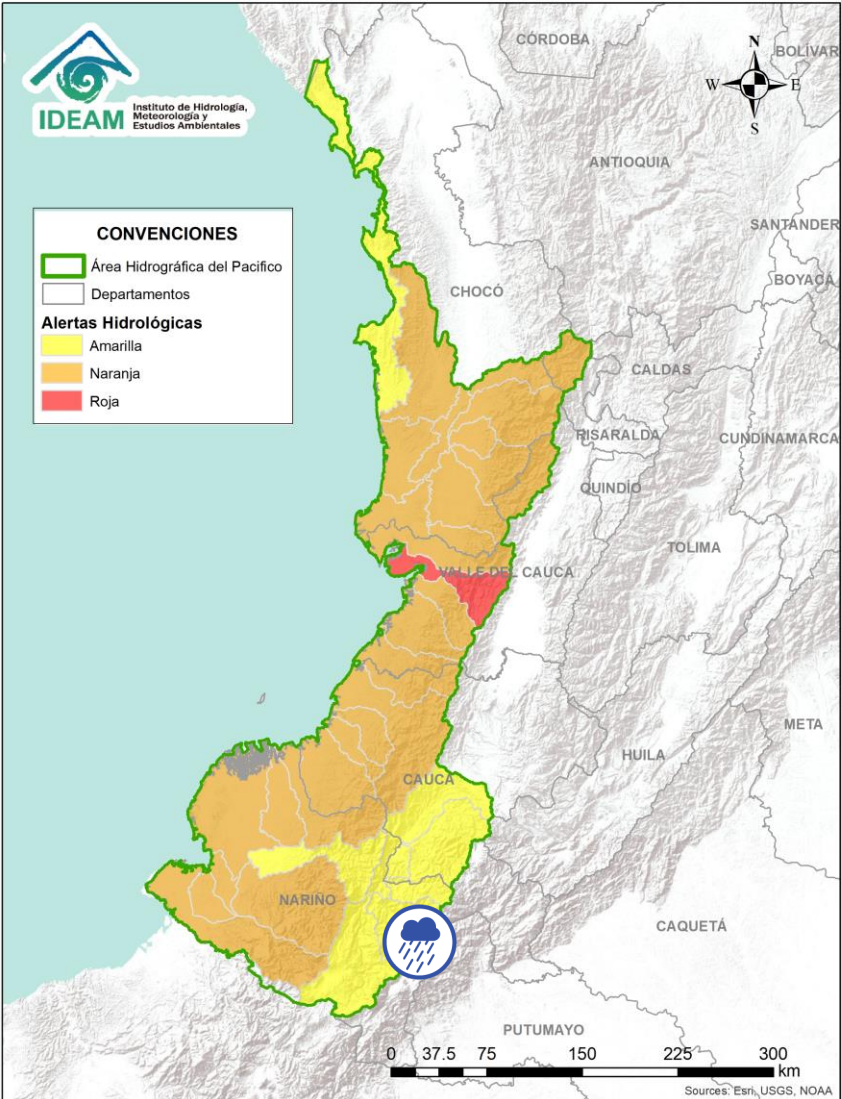 IDEAM
Instituto de Hidrología,
Meteorología y
Estudios Ambientales
N
W
E
S
CÓRDOBA
BOLÍVAR
ANTIOQUIA
SANTANDER
BOYACÁ
CHOCÓ
CALDAS
RISARALDA
CUNDINAMARCA
QUINDÍO
TOLIMA
VALLE DEL CAUCA
META
HUILA
CAUCA
NARIÑO
CAQUETÁ
PUTUMAYO
CONVENCIONES
Área Hidrográfica del Pacifico
Departamentos
Alertas Hidrológicas
Amarilla
Naranja
Roja
0 37.5 75 150 225 300
km
Sources: Esri, USGS, NOAA